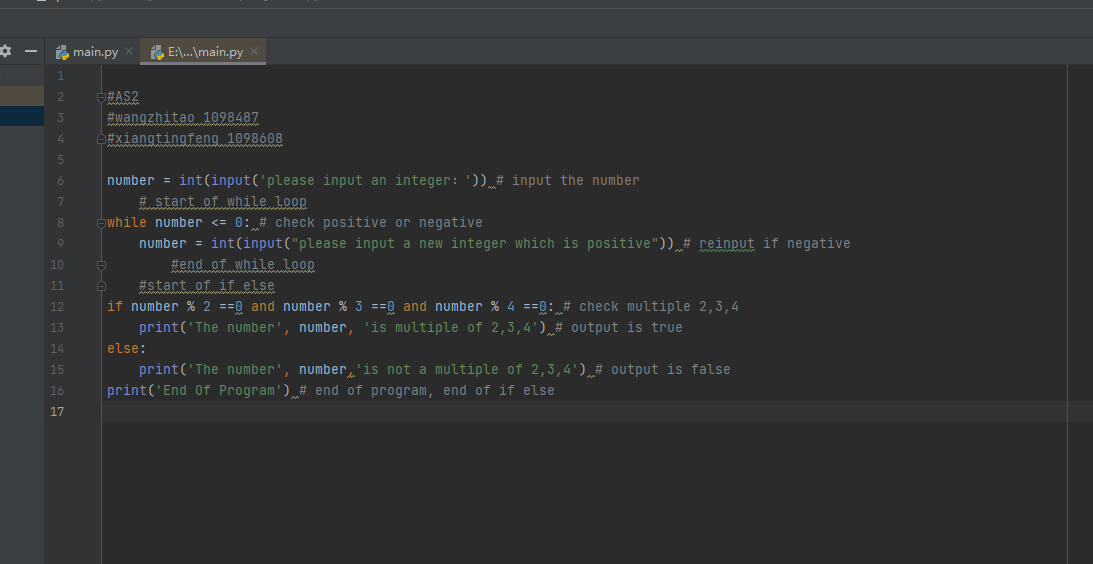 main.py E:\...\main.py
1
2 #AS2
3 #wangzhitao 1098487
4 #xiangtingfeng 1098608
5
6 number = int(input('please input an integer：')) # input the number
7 # start of while loop
8 while number <= 0: # check positive or negative
9 number = int(input("please input a new integer which is positive")) # reinput if negative
10 #end of while loop
11 #start of if else
12 if number % 2 ==0 and number % 3 ==0 and number % 4 ==0: # check multiple 2,3,4
13 print('The number', number, 'is multiple of 2,3,4') # output is true
14 else:
15 print('The number', number,'is not a multiple of 2,3,4') # output is false
16 print('End Of Program') # end of program, end of if else
17